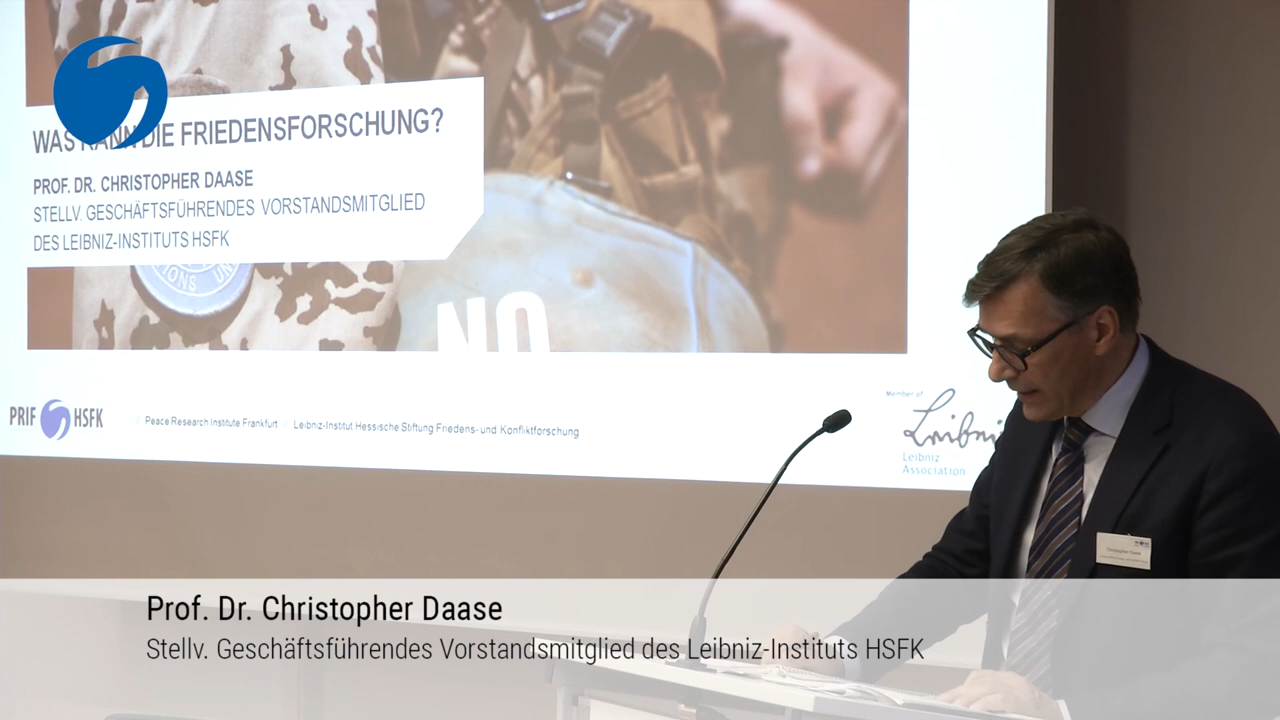 WAS KANN DIE FRIEDENSFORSCHUNG?
PROF. DR. CHRISTOPHER DAASE
STELLV. GESCHÄFTSFÜHRENDES VORSTANDSMITGLIED
DES LEIBNIZ-INSTITUTS HSFK
NO
PRIF HSFK
Peace Research Institute Frankfurt
Leibniz-Institut Hessische Stiftung Friedens- und Konfliktforschung
Member of
Leibniz
Association
Christopher Daase
Prof. Dr. Christopher Daase
Stellv. Geschäftsführendes Vorstandsmitglied des Leibniz-Instituts HSFK